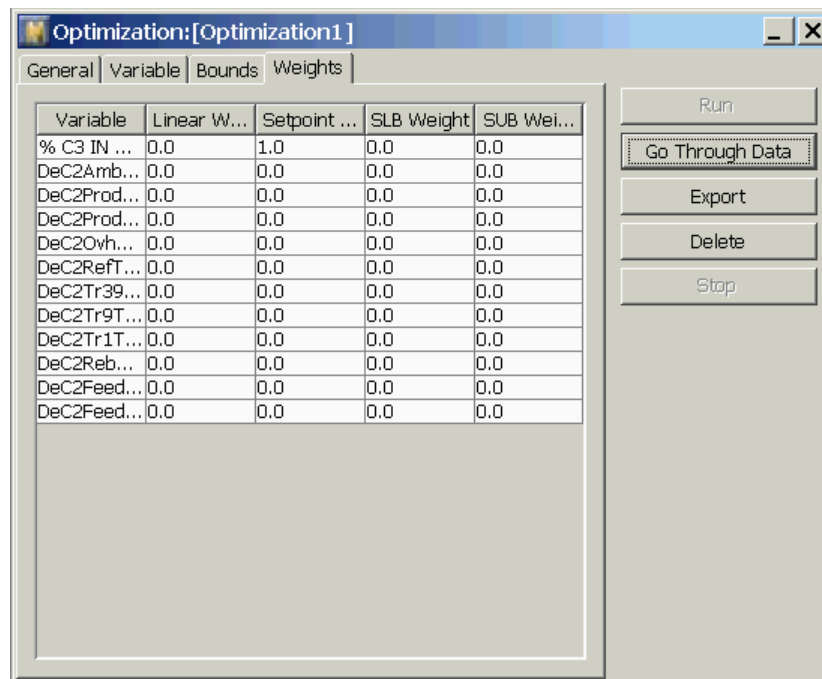 Optimization:[Optimization1]
General Variable Bounds Weights
Variable Linear W... Setpoint ... SLB Weight SUB Wei...
% C3 IN ... 0.0 1.0 0.0 0.0
DeC2Amb... 0.0 0.0 0.0 0.0
DeC2Prod... 0.0 0.0 0.0 0.0
DeC2Prod... 0.0 0.0 0.0 0.0
DeC2Ovh... 0.0 0.0 0.0 0.0
DeC2RefT... 0.0 0.0 0.0 0.0
DeC2Tr39... 0.0 0.0 0.0 0.0
DeC2Tr9T... 0.0 0.0 0.0 0.0
DeC2Tr1T... 0.0 0.0 0.0 0.0
DeC2Reb... 0.0 0.0 0.0 0.0
DeC2Feed... 0.0 0.0 0.0 0.0
DeC2Feed... 0.0 0.0 0.0 0.0
Run
Go Through Data
Export
Delete
Stop